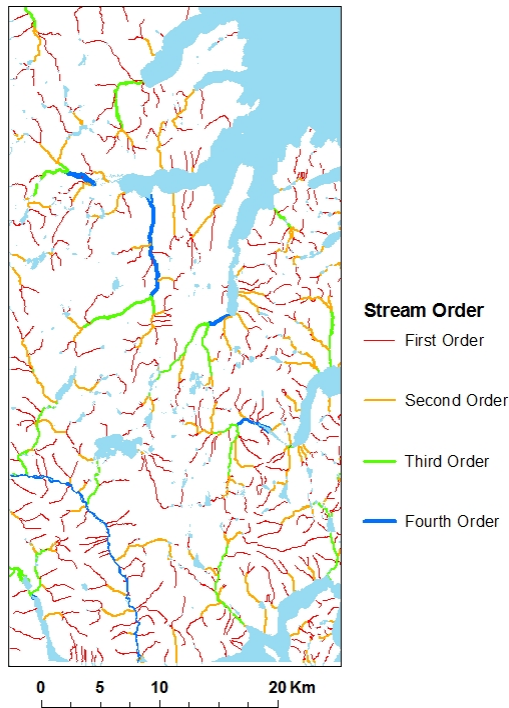 Stream Order
First Order
Second Order
Third Order
Fourth Order
0 5 10 20 Km